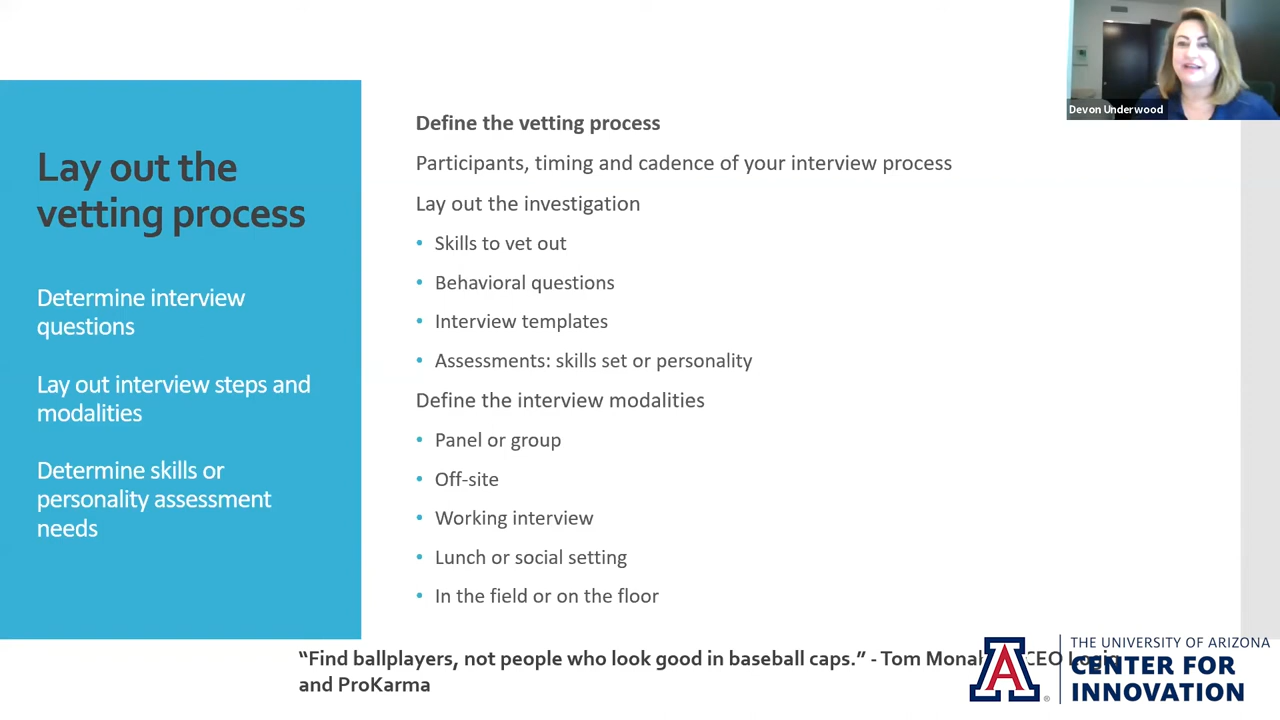 Devon Underwood
Lay out the
vetting process
Determine interview
questions
Lay out interview steps and
modalities
Determine skills or
personality assessment
needs
Define the vetting process
Participants, timing and cadence of your interview process
Lay out the investigation
• Skills to vet out
• Behavioral questions
• Interview templates
• Assessments: skills set or personality
Define the interview modalities
• Panel or group
• Off-site
• Working interview
• Lunch or social setting
• In the field or on the floor
“Find ballplayers, not people who look good in baseball caps.” - Tom CEO
and ProKarma
A
®
THE UNIVERSITY OF ARIZONA
CENTER FOR
INNOVATION